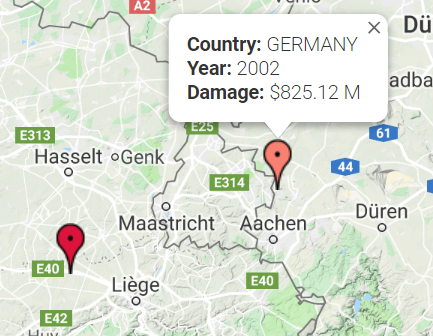 A2
Venlo
Country: GERMANY
Year: 2002
Damage: $825.12 M
Dü
adba
E313
E25
61
Hasselt
Genk
E314
44
Maastricht
Aachen
Düren
E40
Liège
E40
E42
Huy